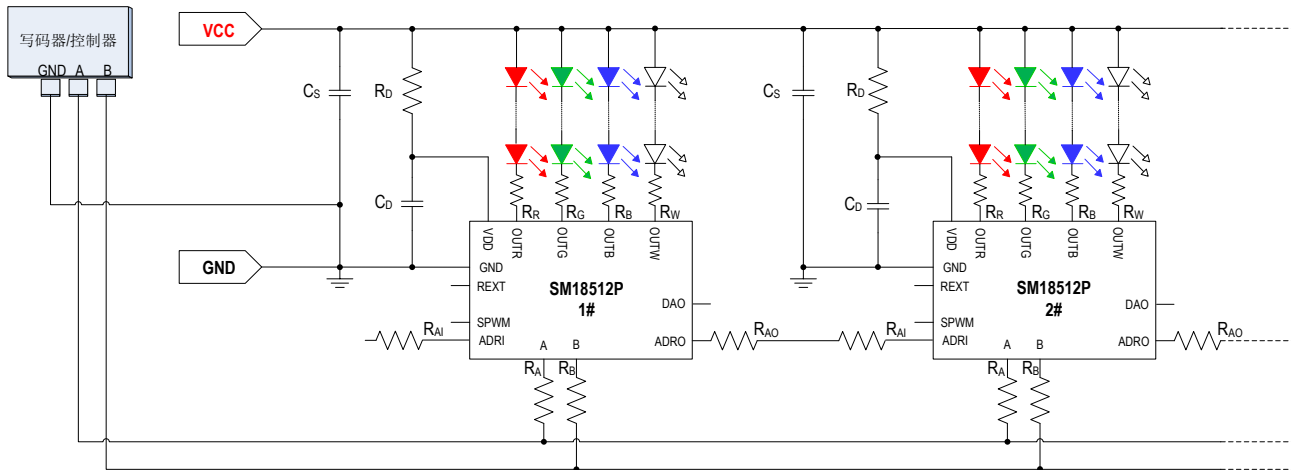 写码器/控制器
GND A B
VCC
CS
RD
CD
GND
RR
RG
RB
RW
VDD
OUTR
OUTG
OUTB
OUTW
GND
REXT
SPWM
ADRI
SM18512P
1#
DAO
ADRO
A
B
RAI
RA
RB
RAO
CS
RD
CD
RR
RG
RB
RW
VDD
OUTR
OUTG
OUTB
OUTW
GND
REXT
SPWM
ADRI
SM18512P
2#
DAO
ADRO
A
B
RAI
RA
RB
RAO